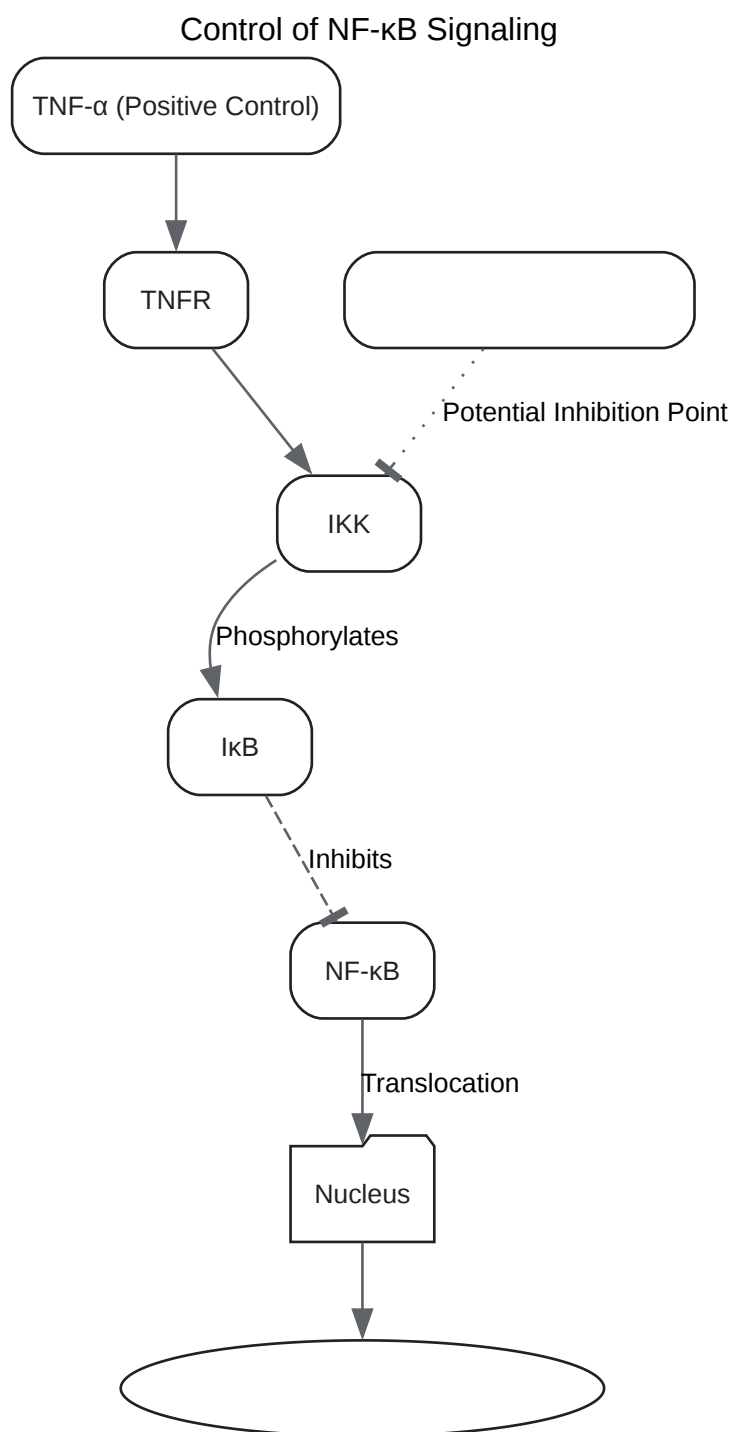 Control of NF-κB Signaling
TNF-α (Positive Control)
TNFR
Potential Inhibition Point
IKK
Phosphorylates
IκB
Inhibits
NF-κB
Translocation
Nucleus